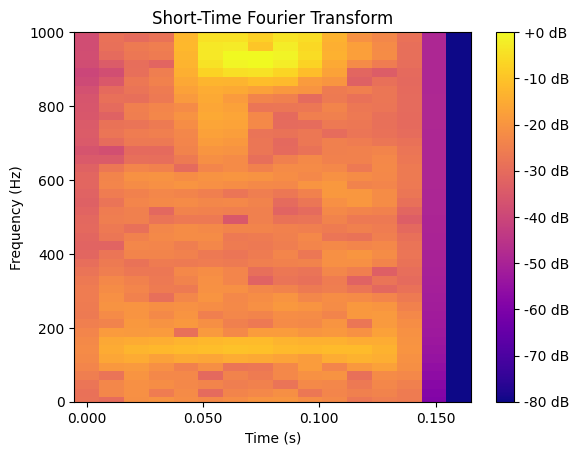 Short-Time Fourier Transform
1000
800
600
400
200
0
Frequency (Hz)
0.000
0.050
0.100
0.150
Time (s)
+0 dB
-10 dB
-20 dB
-30 dB
-40 dB
-50 dB
-60 dB
-70 dB
-80 dB